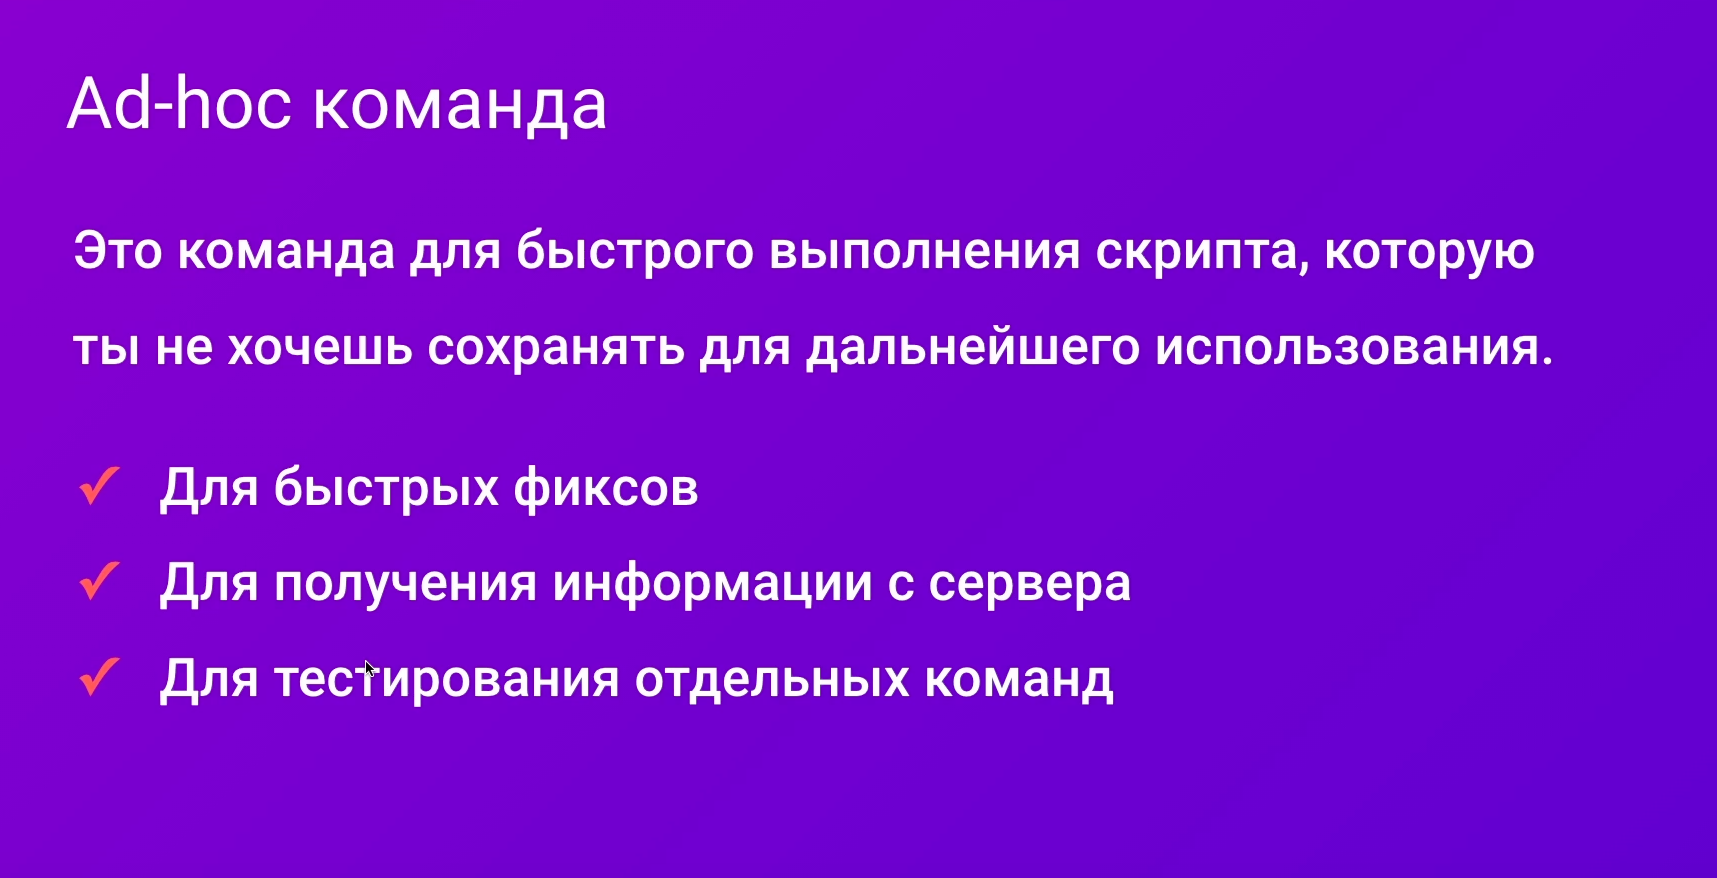 Ad-hoc команда
Это команда для быстрого выполнения скрипта, которую
ты не хочешь сохранять для дальнейшего использования.
✓ Для быстрых фиксов
✓ Для получения информации с сервера
✓ Для тестирования отдельных команд